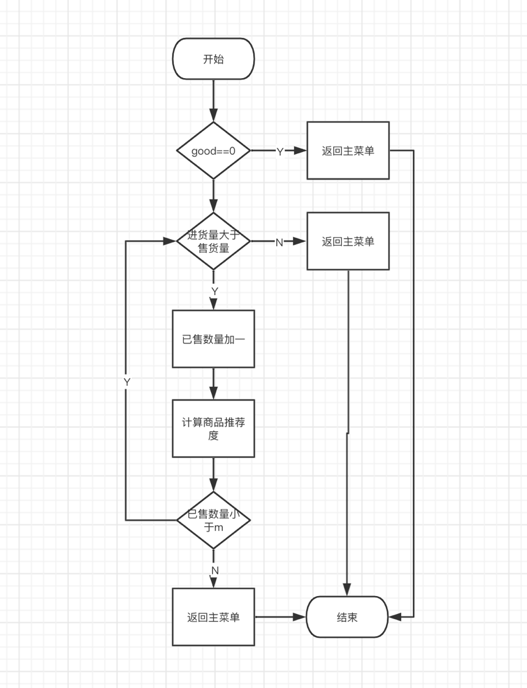 开始
good==0
Y
返回主菜单
进货量大于
售货量
N
返回主菜单
Y
已售数量加一
Y
计算商品推荐
度
已售数量小
于m
N
返回主菜单
结束